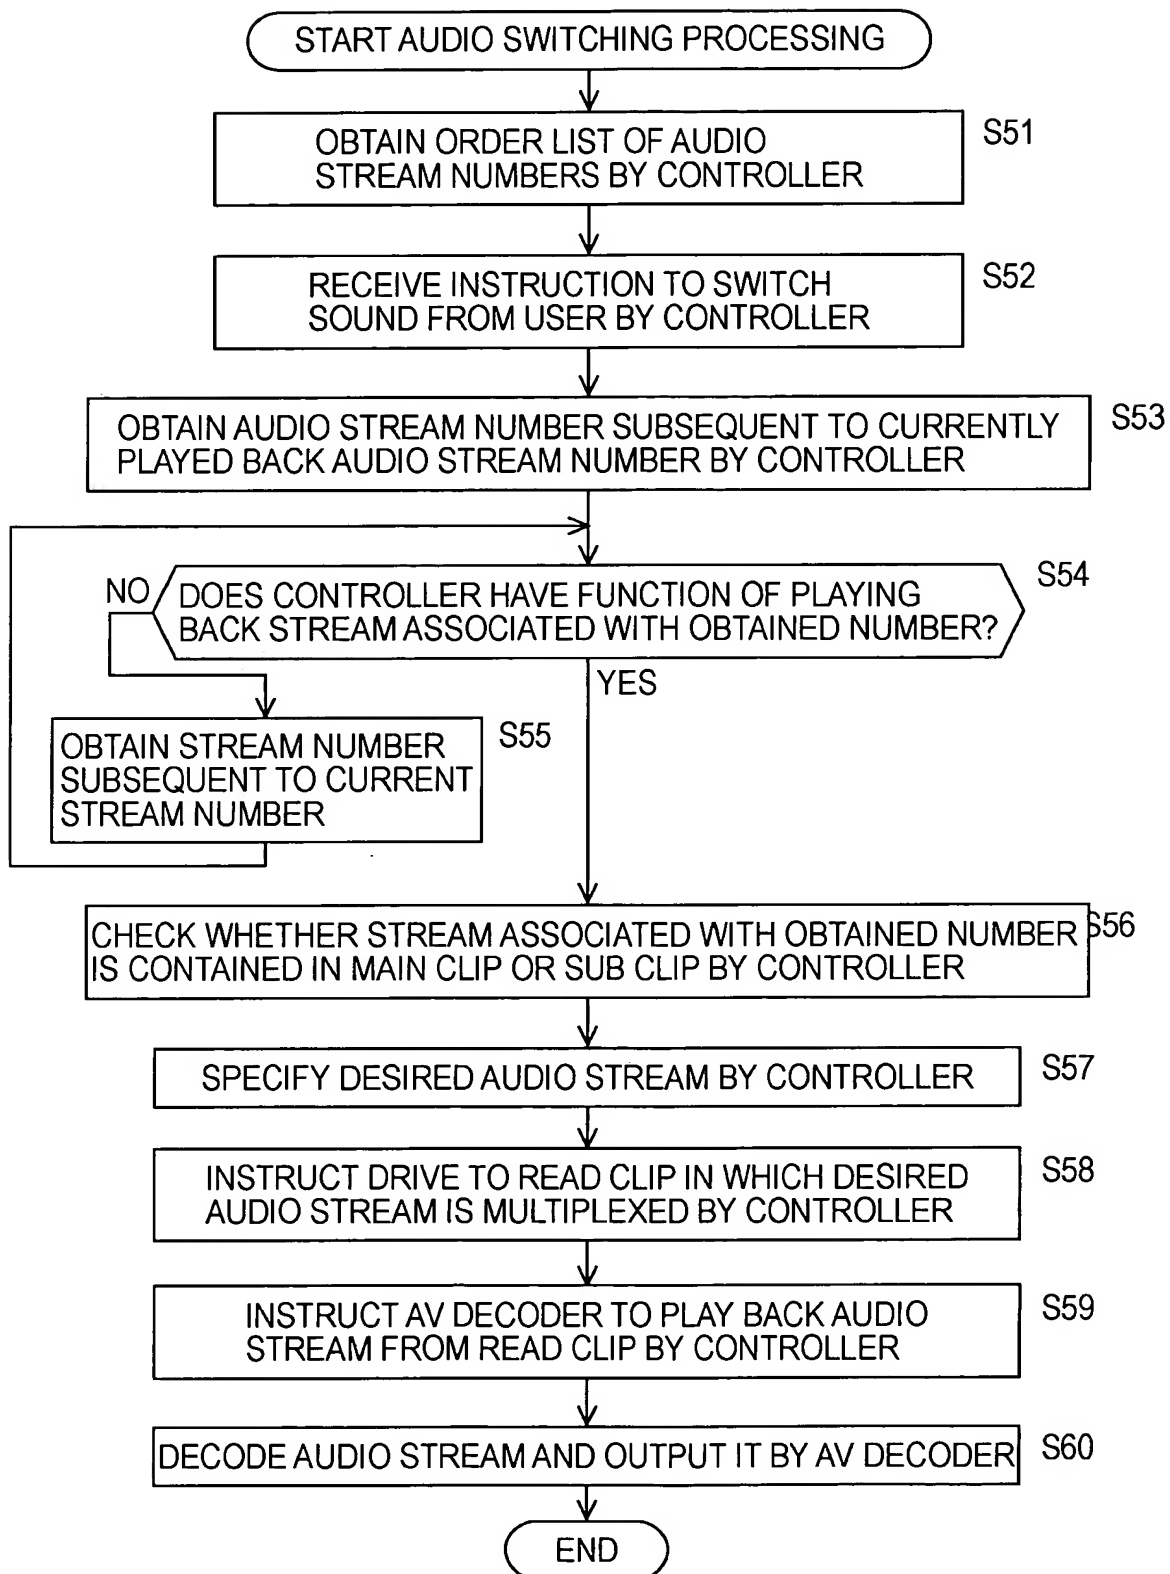 START AUDIO SWITCHING PROCESSING
S51
OBTAIN ORDER LIST OF AUDIO
STREAM NUMBERS BY CONTROLLER
S52
RECEIVE INSTRUCTION TO SWITCH
SOUND FROM USER BY CONTROLLER
S53
OBTAIN AUDIO STREAM NUMBER SUBSEQUENT TO CURRENTLY
PLAYED BACK AUDIO STREAM NUMBER BY CONTROLLER
S54
NO
DOES CONTROLLER HAVE FUNCTION OF PLAYING
BACK STREAM ASSOCIATED WITH OBTAINED NUMBER?
YES
S55
OBTAIN STREAM NUMBER
SUBSEQUENT TO CURRENT
STREAM NUMBER
S56
CHECK WHETHER STREAM ASSOCIATED WITH OBTAINED NUMBER
IS CONTAINED IN MAIN CLIP OR SUB CLIP BY CONTROLLER
SPECIFY DESIRED AUDIO STREAM BY CONTROLLER
S57
INSTRUCT DRIVE TO READ CLIP IN WHICH DESIRED
AUDIO STREAM IS MULTIPLEXED BY CONTROLLER
S58
INSTRUCT AV DECODER TO PLAY BACK AUDIO
STREAM FROM READ CLIP BY CONTROLLER
S59
DECODE AUDIO STREAM AND OUTPUT IT BY AV DECODER
S60
END